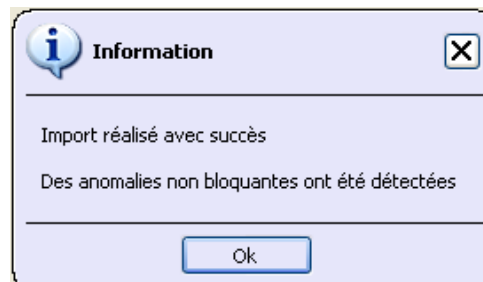 Information
Import réalisé avec succès
Des anomalies non bloquantes ont été détectées
Ok